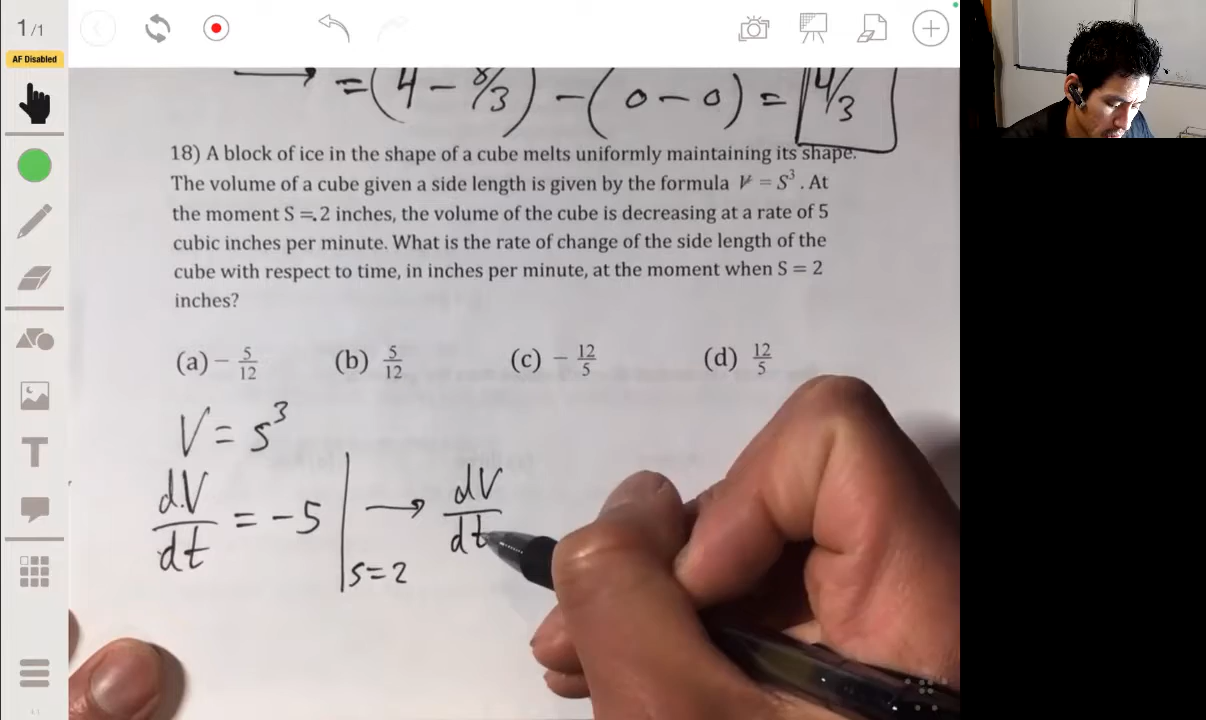 1/1
AF Disabled
= (4 - 8/3) - (0 - 0) = 4/3
18) A block of ice in the shape of a cube melts uniformly maintaining its shape.
The volume of a cube given a side length is given by the formula V = S³. At
the moment S = 2 inches, the volume of the cube is decreasing at a rate of 5
cubic inches per minute. What is the rate of change of the side length of the
cube with respect to time, in inches per minute, at the moment when S = 2
inches?
(a) - 5/12 (b) 5/12 (c) - 12/5 (d) 12/5
V = s³
dV/dt = -5 | s=2 → dV/dt
T